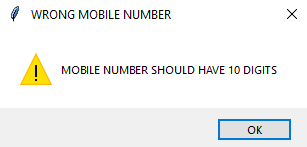 WRONG MOBILE NUMBER
MOBILE NUMBER SHOULD HAVE 10 DIGITS
OK